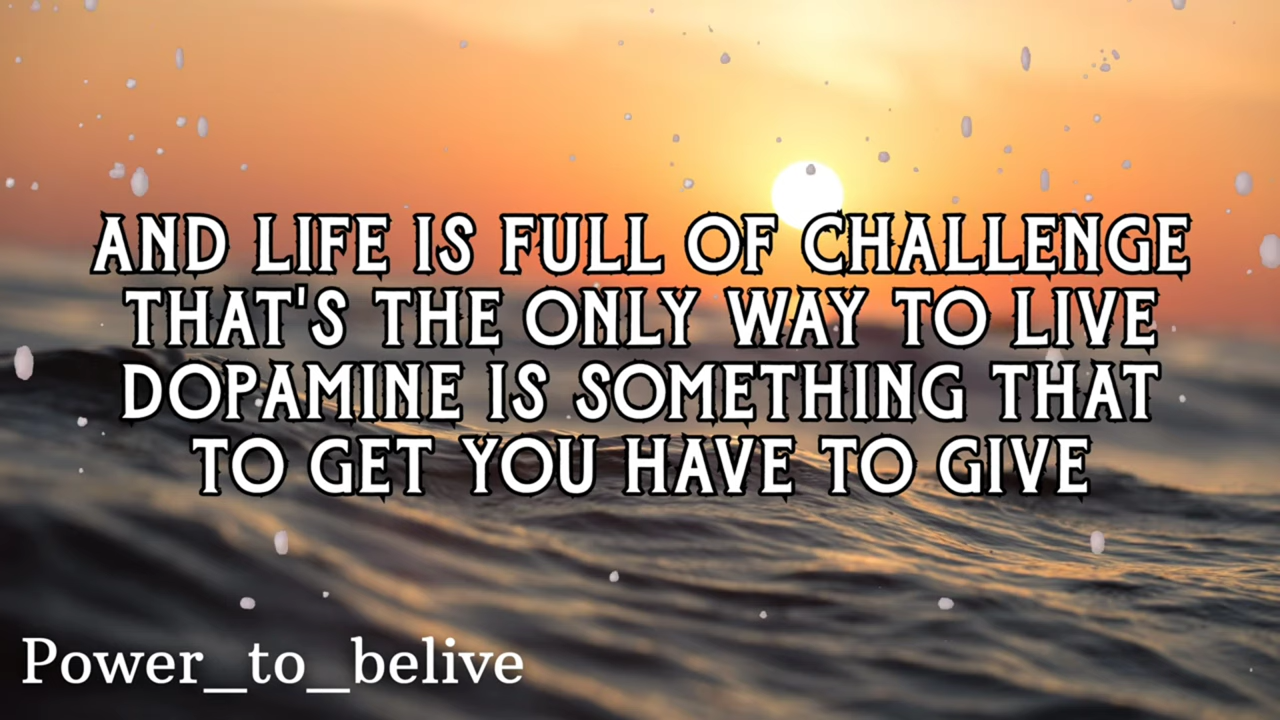 AND LIFE IS FULL OF CHALLENGE
THAT'S THE ONLY WAY TO LIVE
DOPAMINE IS SOMETHING THAT
TO GET YOU HAVE TO GIVE
Power_to_belive